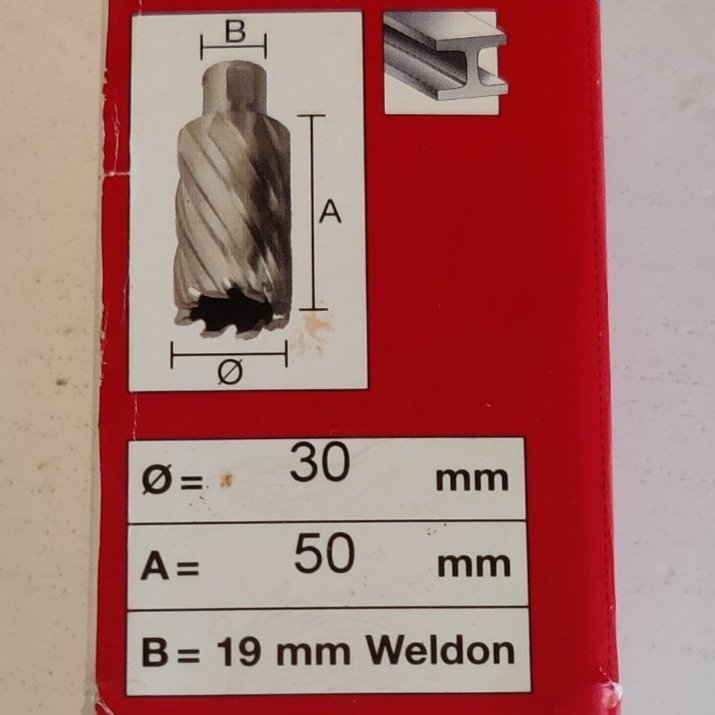 B
A
Ø
Ø = 30 mm
A = 50 mm
B = 19 mm Weldon